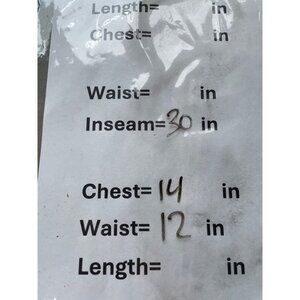 Length= in
Chest= in
Waist= in
Inseam=30 in
Chest= 14 in
Waist= 12 in
Length= in